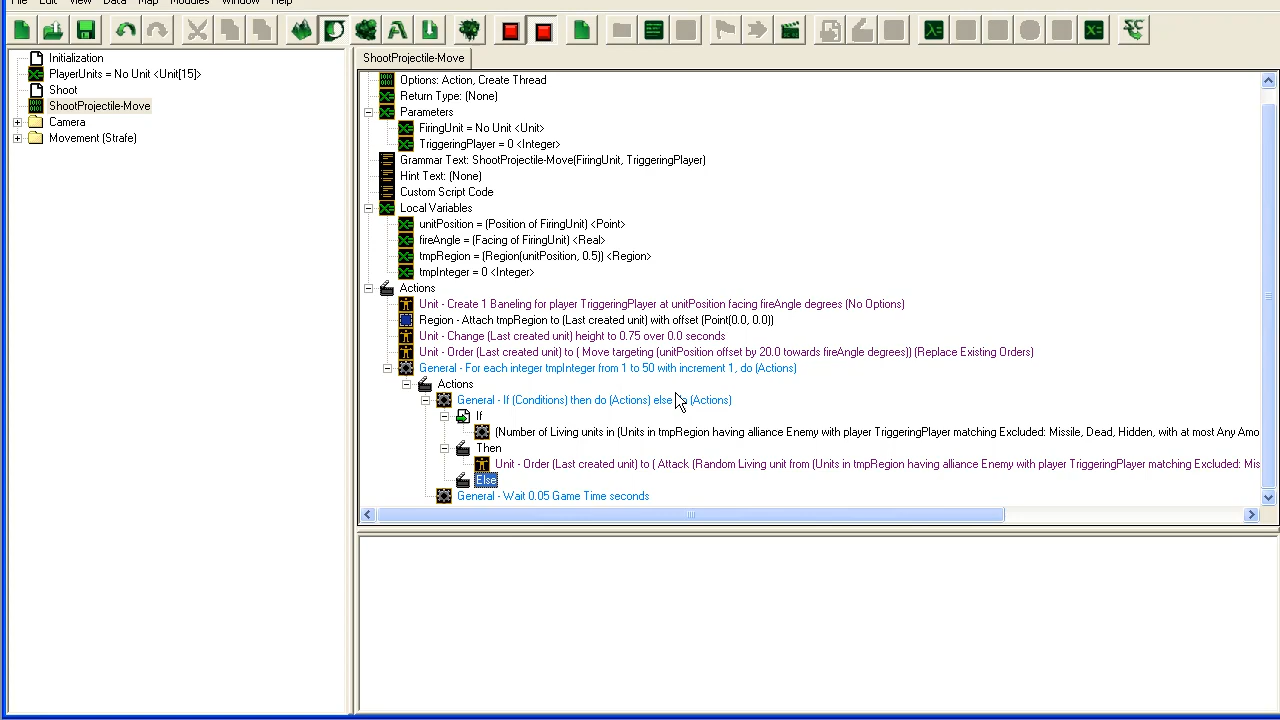 File Edit View Data Map Modules Window Help
Initialization
PlayerUnits = No Unit <Unit[15]>
Shoot
ShootProjectile-Move
Camera
Movement (Strafe
ShootProjectile-Move
Options: Action, Create Thread
Return Type: (None)
Parameters
FiringUnit = No Unit <Unit>
TriggeringPlayer = 0 <Integer>
Grammar Text: ShootProjectile-Move(FiringUnit, TriggeringPlayer)
Hint Text: (None)
Custom Script Code
Local Variables
unitPosition = (Position of FiringUnit) <Point>
fireAngle = (Facing of FiringUnit) <Real>
tmpRegion = (Region(unitPosition, 0.5)) <Region>
tmpInteger = 0 <Integer>
Actions
Unit - Create 1 Baneling for player TriggeringPlayer at unitPosition facing fireAngle degrees (No Options)
Region - Attach tmpRegion to (Last created unit) with offset (Point(0.0, 0.0))
Unit - Change (Last created unit) height to 0.75 over 0.0 seconds
Unit - Order (Last created unit) to ( Move targeting (unitPosition offset by 20.0 towards fireAngle degrees)) (Replace Existing Orders)
General - For each integer tmpInteger from 1 to 50 with increment 1, do (Actions)
Actions
General - If (Conditions) then do (Actions) else (Actions)
If
(Number of Living units in (Units in tmpRegion having alliance Enemy with player TriggeringPlayer matching Excluded: Missile, Dead, Hidden, with at most Any Amo
Then
Unit - Order (Last created unit) to ( Attack (Random Living unit from (Units in tmpRegion having alliance Enemy with player TriggeringPlayer matching Excluded: Mis
Else
General - Wait 0.05 Game Time seconds